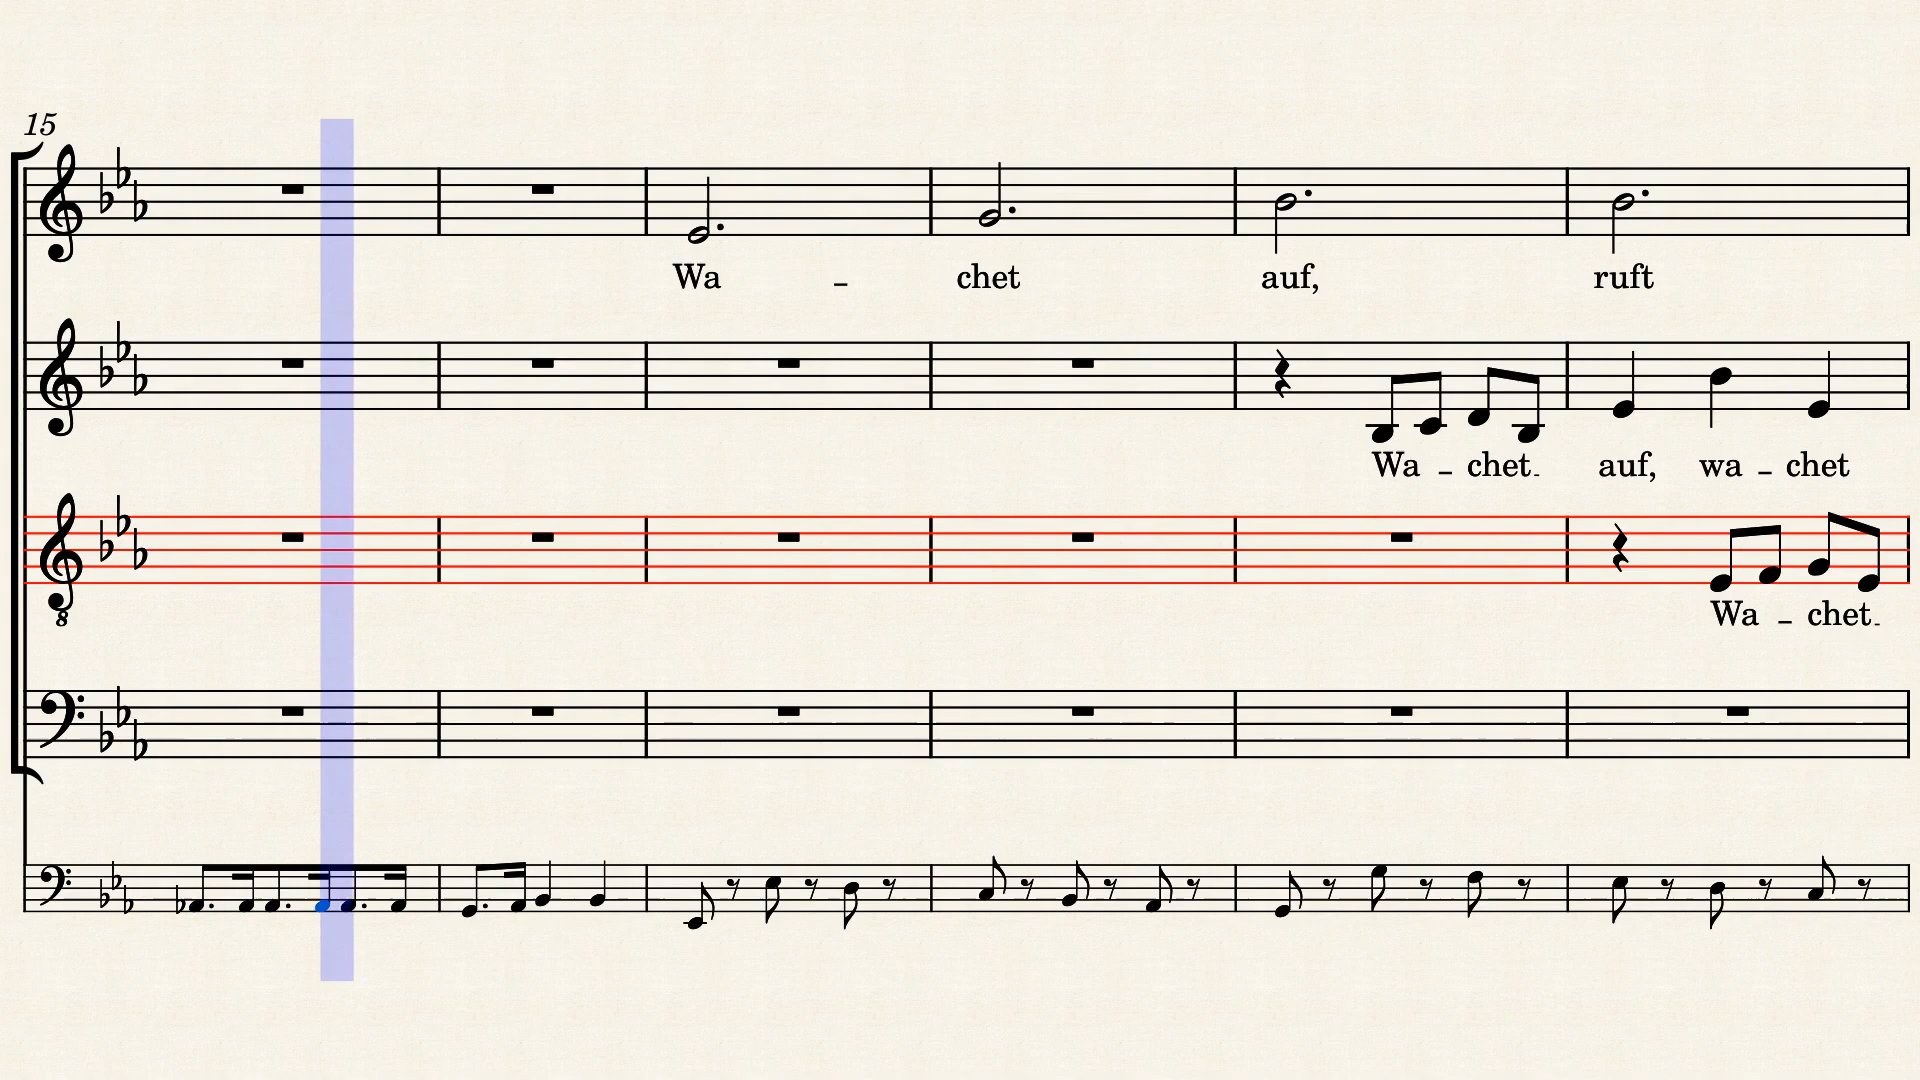 15
Wa - chet auf, ruft
Wa - chet auf, wa - chet
8
Wa - chet